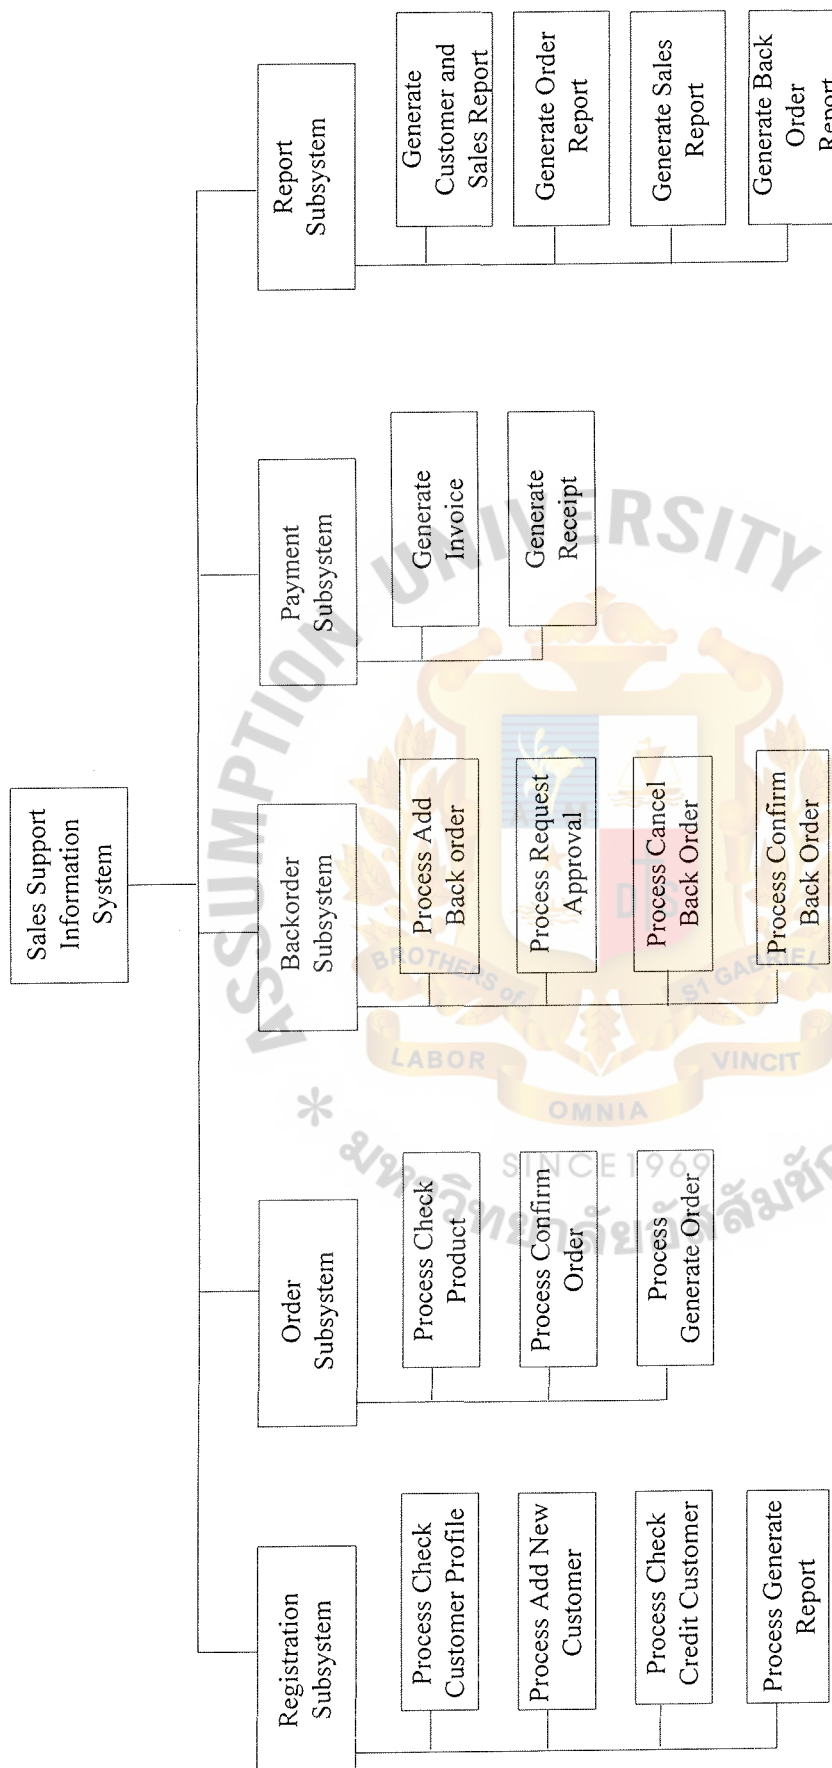 Sales Support
Information
System
Registration
Subsystem
Process Check
Customer Profile
Process Add New
Customer
Process Check
Credit Customer
Process Generate
Report
Order
Subsystem
Process Check
Product
Process Confirm
Order
Process
Generate Order
Backorder
Subsystem
Process Add
Back order
Process Request
Approval
Process Cancel
Back Order
Process Confirm
Back Order
Payment
Subsystem
Generate
Invoice
Generate
Receipt
Report
Subsystem
Generate
Customer and
Sales Report
Generate Order
Report
Generate Sales
Report
Generate Back
Order
Report
ASSUMPTION UNIVERSITY
BROTHERS of
ST GABRIEL
LABOR
OMNIA
VINCIT
SINCE 1969